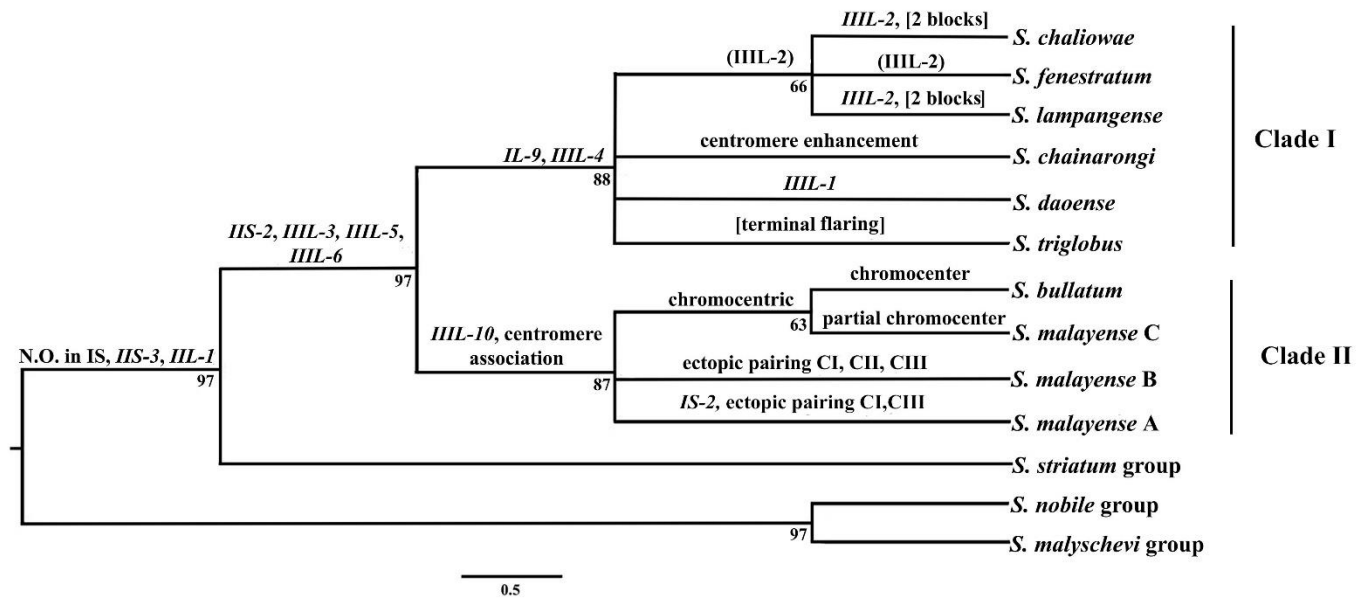 IIIL-2, [2 blocks]
S. chaliowae
(IIIL-2)
(IIIL-2)
S. fenestratum
66
IIIL-2, [2 blocks]
S. lampangense
Clade I
centromere enhancement
S. chainarongi
IL-9, IIIL-4
88
IIIL-1
S. daoense
[terminal flaring]
S. triglobus
IIS-2, IIIL-3, IIIL-5,
IIIL-6
97
chromocenter
S. bullatum
chromocentric
63
partial chromocenter
S. malayense C
Clade II
IIIL-10, centromere
association
87
ectopic pairing CI, CII, CIII
S. malayense B
IS-2, ectopic pairing CI,CIII
S. malayense A
N.O. in IS, IIS-3, IIL-1
97
S. striatum group
S. nobile group
97
S. malyschevi group
0.5